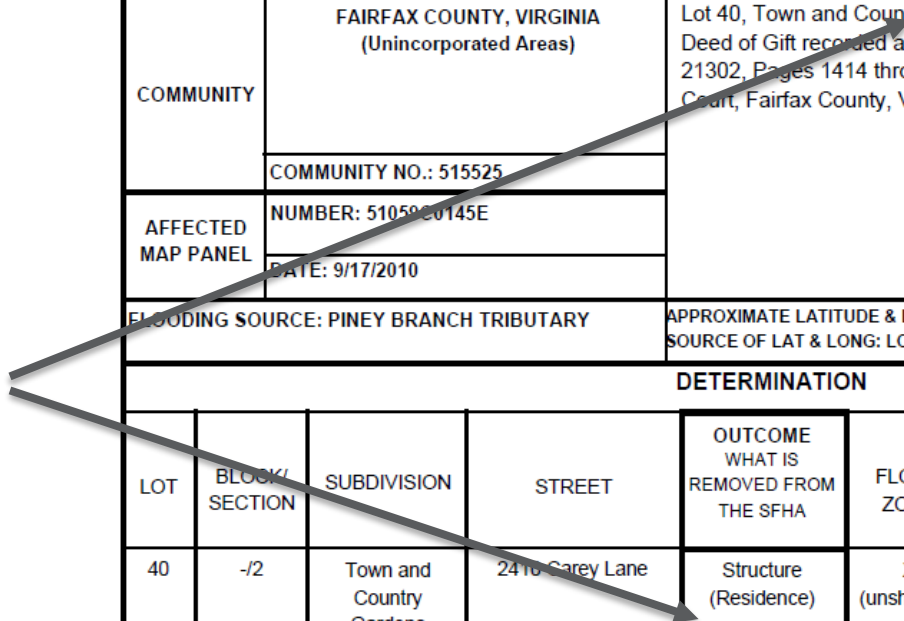 FAIRFAX COUNTY, VIRGINIA
(Unincorporated Areas)
COMMUNITY
COMMUNITY NO.: 515525
Lot 40, Town and Coun
Deed of Gift recorded a
21302, Pages 1414 thro
Court, Fairfax County, V
AFFECTED
MAP PANEL
NUMBER: 51059C0145E
DATE: 9/17/2010
FLOODING SOURCE: PINEY BRANCH TRIBUTARY
APPROXIMATE LATITUDE &
SOURCE OF LAT & LONG: LO
DETERMINATION
LOT
BLOCK/
SECTION
SUBDIVISION
STREET
OUTCOME
WHAT IS
REMOVED FROM
THE SFHA
FLO
ZO
40
-/2
Town and
Country
Gardens
2416 Carey Lane
Structure
(Residence)
(unsh